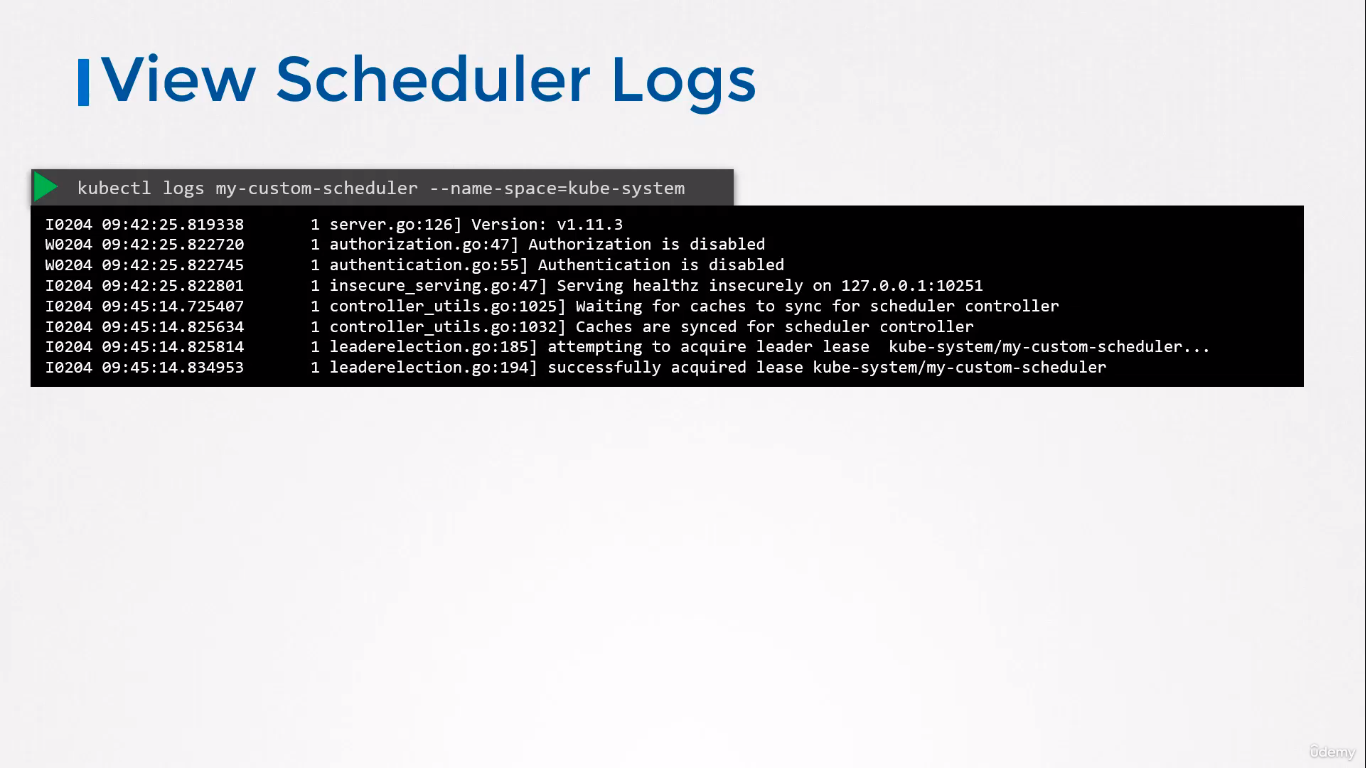 View Scheduler Logs
kubectl logs my-custom-scheduler --name-space=kube-system
I0204 09:42:25.819338       1 server.go:126] Version: v1.11.3
W0204 09:42:25.822720       1 authorization.go:47] Authorization is disabled
W0204 09:42:25.822745       1 authentication.go:55] Authentication is disabled
I0204 09:42:25.822801       1 insecure_serving.go:47] Serving healthz insecurely on 127.0.0.1:10251
I0204 09:45:14.725407       1 controller_utils.go:1025] Waiting for caches to sync for scheduler controller
I0204 09:45:14.825634       1 controller_utils.go:1032] Caches are synced for scheduler controller
I0204 09:45:14.825814       1 leaderelection.go:185] attempting to acquire leader lease  kube-system/my-custom-scheduler...
I0204 09:45:14.834953       1 leaderelection.go:194] successfully acquired lease kube-system/my-custom-scheduler
ûdemy